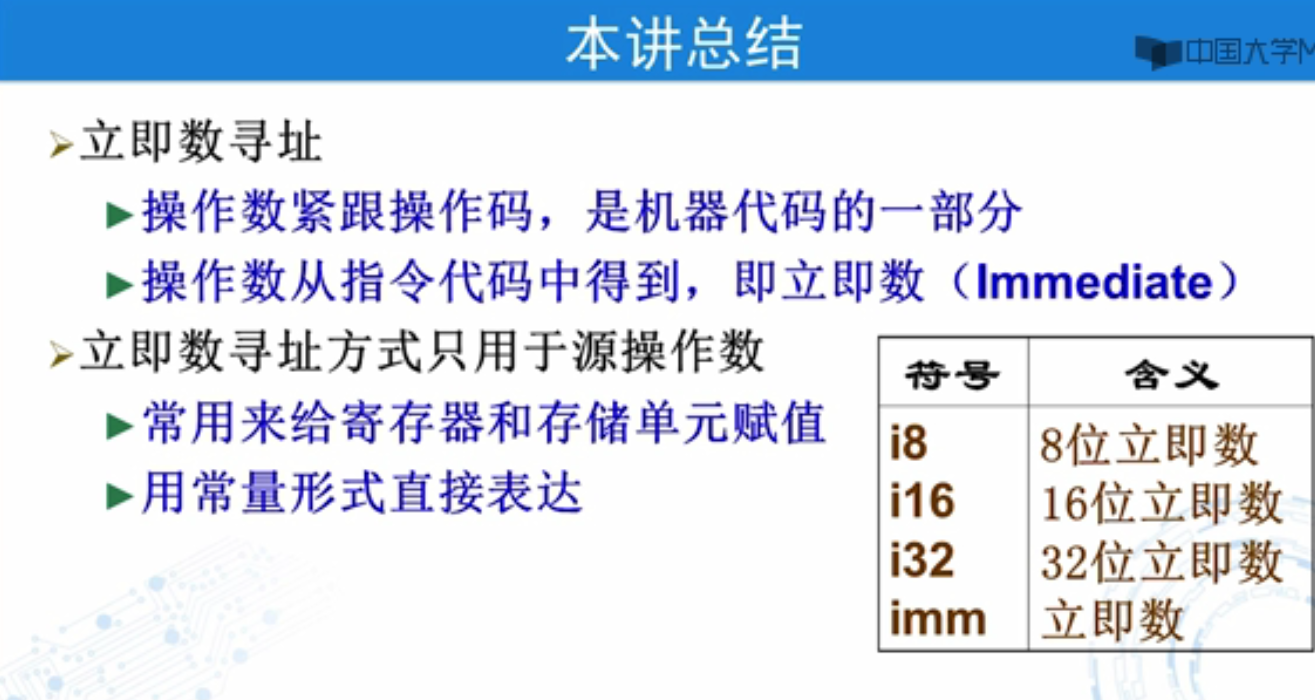 本讲总结
中国大学M
立即数寻址
操作数紧跟操作码，是机器代码的一部分
操作数从指令代码中得到，即立即数（Immediate）
立即数寻址方式只用于源操作数
常用来给寄存器和存储单元赋值
用常量形式直接表达
符号 含义
i8 8位立即数
i16 16位立即数
i32 32位立即数
imm 立即数